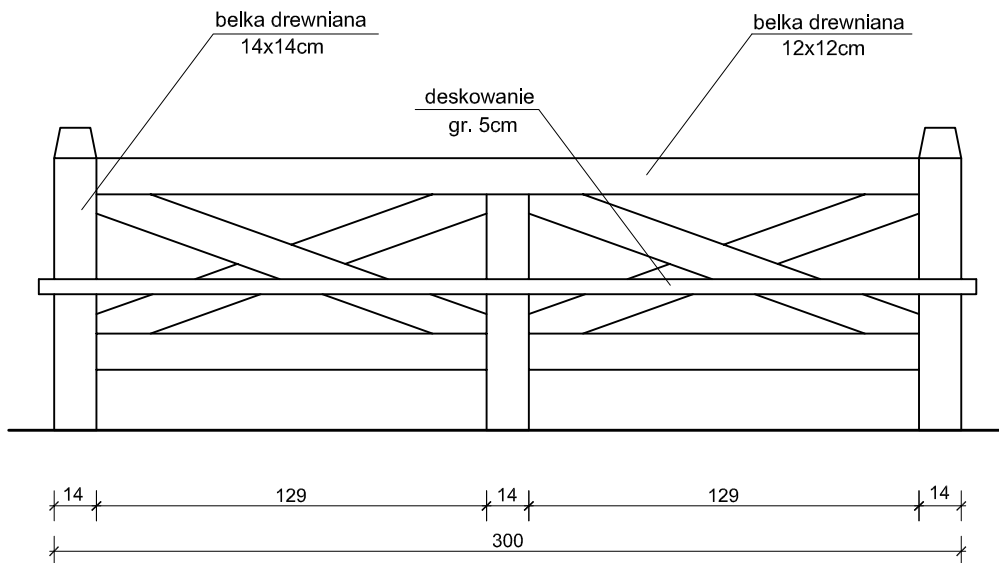 belka drewniana
14x14cm
belka drewniana
12x12cm
deskowanie
gr. 5cm
14 129 14 129 14
300